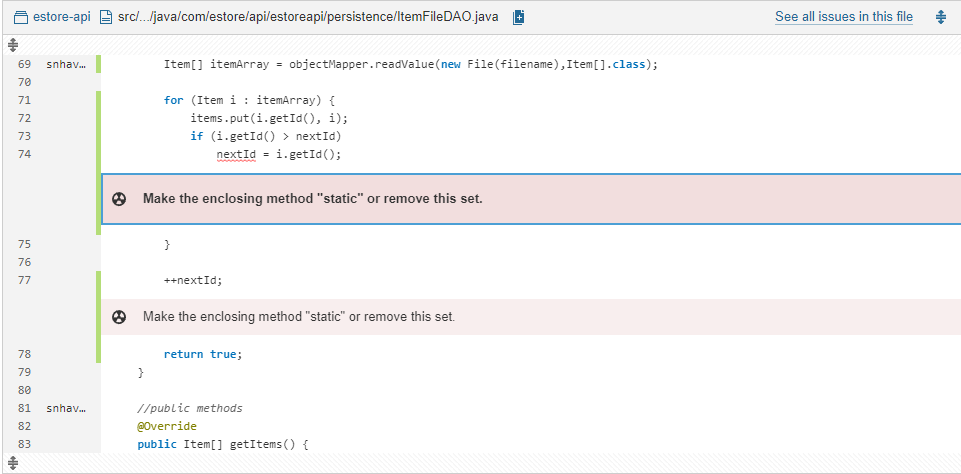 estore-api src/.../java/com/estore/api/estoreapi/persistence/ItemFileDAO.java See all issues in this file
69 snhav... Item[] itemArray = objectMapper.readValue(new File(filename),Item[].class);
70
71 for (Item i : itemArray) {
72 items.put(i.getId(), i);
73 if (i.getId() > nextId)
74 nextId = i.getId();
Make the enclosing method "static" or remove this set.
75 }
76
77 ++nextId;
Make the enclosing method "static" or remove this set.
78 return true;
79 }
80
81 snhav... //public methods
82 @Override
83 public Item[] getItems() {